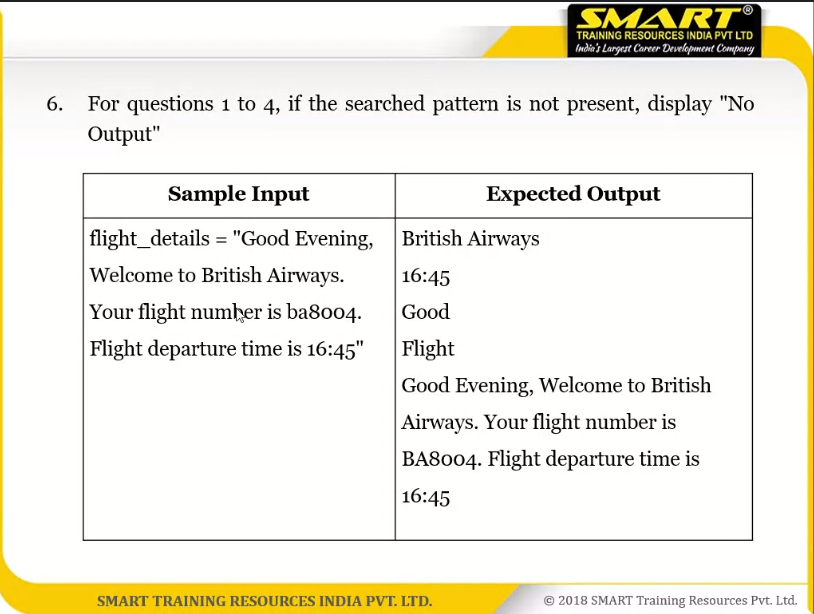 SMART®
TRAINING RESOURCES INDIA PVT LTD
India's Largest Career Development Company
6. For questions 1 to 4, if the searched pattern is not present, display "No
Output"
Sample Input
Expected Output
flight_details = "Good Evening,
Welcome to British Airways.
Your flight number is ba8004.
Flight departure time is 16:45"
British Airways
16:45
Good
Flight
Good Evening, Welcome to British
Airways. Your flight number is
BA8004. Flight departure time is
16:45
SMART TRAINING RESOURCES INDIA PVT. LTD.
© 2018 SMART Training Resources Pvt. Ltd.